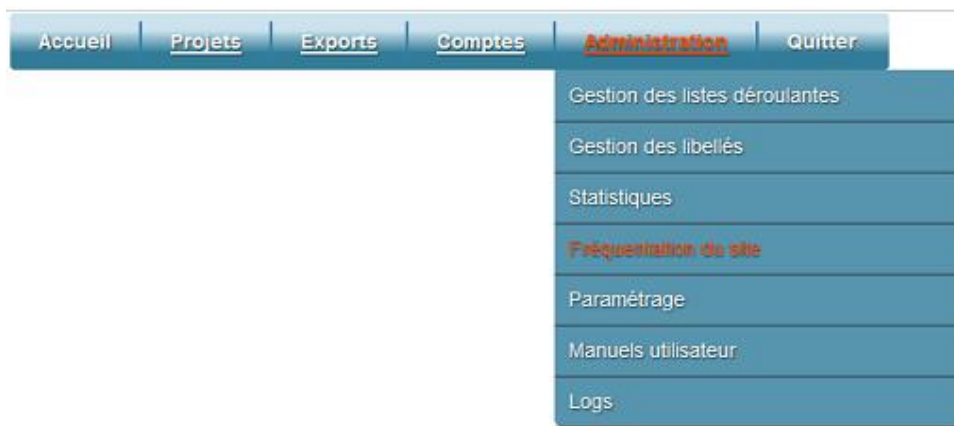 Accueil Projets Exports Comptes Administration Quitter
Gestion des listes déroulantes
Gestion des libellés
Statistiques
Fréquentation du site
Paramétrage
Manuels utilisateur
Logs